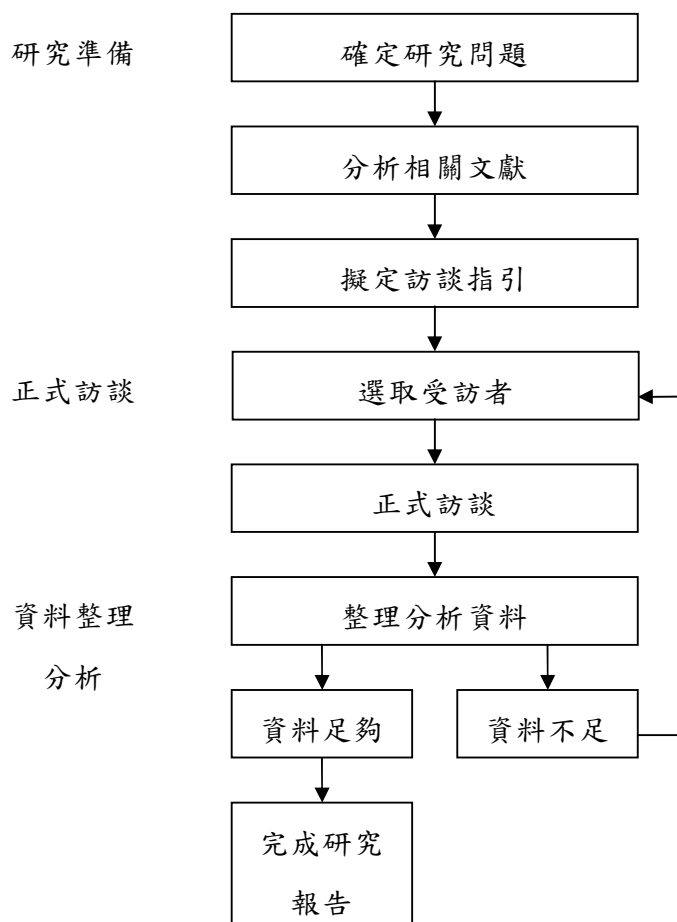 研究準備
確定研究問題
分析相關文獻
擬定訪談指引
正式訪談
選取受訪者
正式訪談
資料整理
分析
整理分析資料
資料足夠
資料不足
完成研究
報告